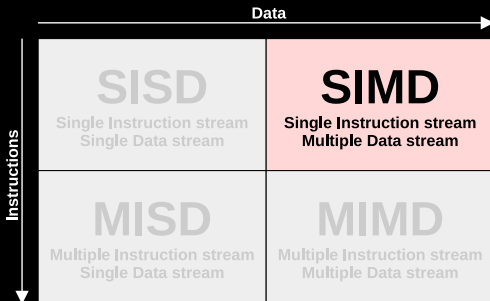 Data
Instructions
SISD
Single Instruction stream
Single Data stream
SIMD
Single Instruction stream
Multiple Data stream
MISD
Multiple Instruction stream
Single Data stream
MIMD
Multiple Instruction stream
Multiple Data stream